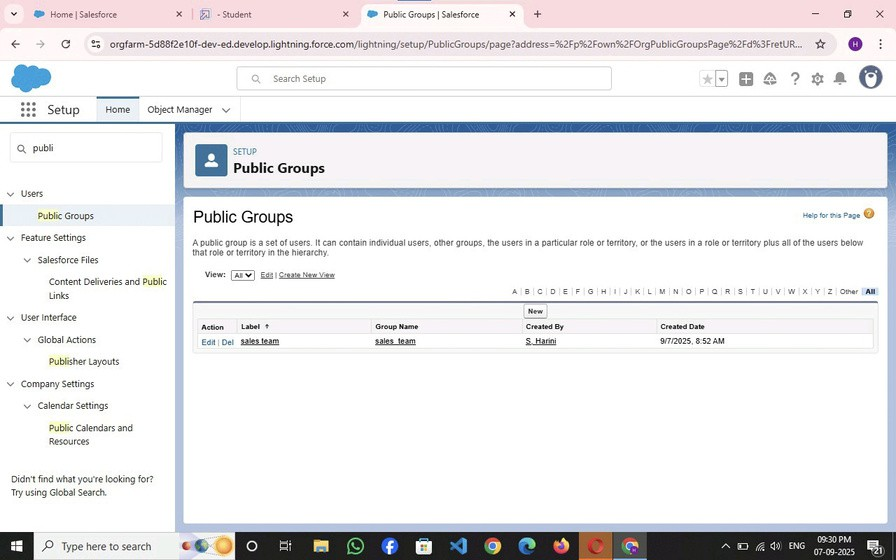 Home | Salesforce
- Student
Public Groups | Salesforce
orgfarm-5d88f2e10f-dev-ed.develop.lightning.force.com/lightning/setup/PublicGroups/page?address=%2Fp%2Fown%2FOrgPublicGroupsPage%2Fd%3FretUR...
H
Search Setup
Setup
Home
Object Manager
publi
Users
Public Groups
Feature Settings
Salesforce Files
Content Deliveries and Public
Links
User Interface
Global Actions
Publisher Layouts
Company Settings
Calendar Settings
Public Calendars and
Resources
Didn't find what you're looking for?
Try using Global Search.
SETUP
Public Groups
Public Groups
Help for this Page
A public group is a set of users. It can contain individual users, other groups, the users in a particular role or territory, or the users in a role or territory plus all of the users below
that role or territory in the hierarchy.
View: All Edit | Create New View
A | B | C | D | E | F | G | H | I | J | K | L | M | N | O | P | Q | R | S | T | U | V | W | X | Y | Z | Other | All
New
Action Label Group Name Created By Created Date
Edit | Del sales team sales_team S, Harini 9/7/2025, 8:52 AM
Type here to search
ENG
09:30 PM
07-09-2025
21